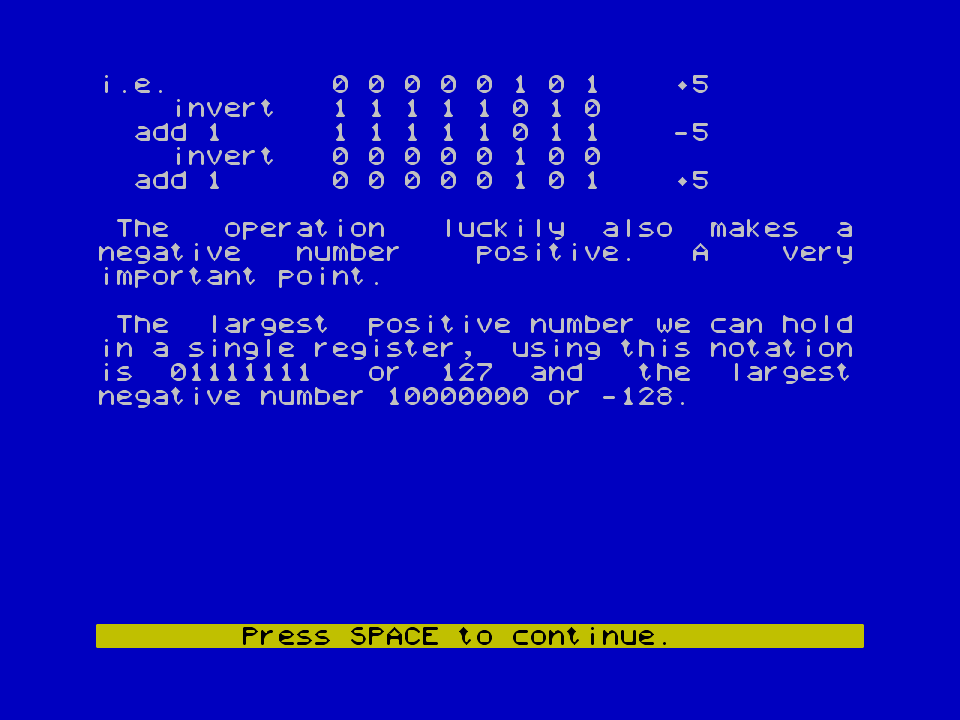 i.e. 0 0 0 0 0 1 0 1 +5
invert 1 1 1 1 1 0 1 0
add 1 1 1 1 1 1 0 1 1 -5
invert 0 0 0 0 0 1 0 0
add 1 0 0 0 0 0 1 0 1 +5
The operation luckily also makes a
negative number positive. A very
important point.
The largest positive number we can hold
in a single register, using this notation
is 01111111 or 127 and the largest
negative number 10000000 or -128.
Press SPACE to continue.